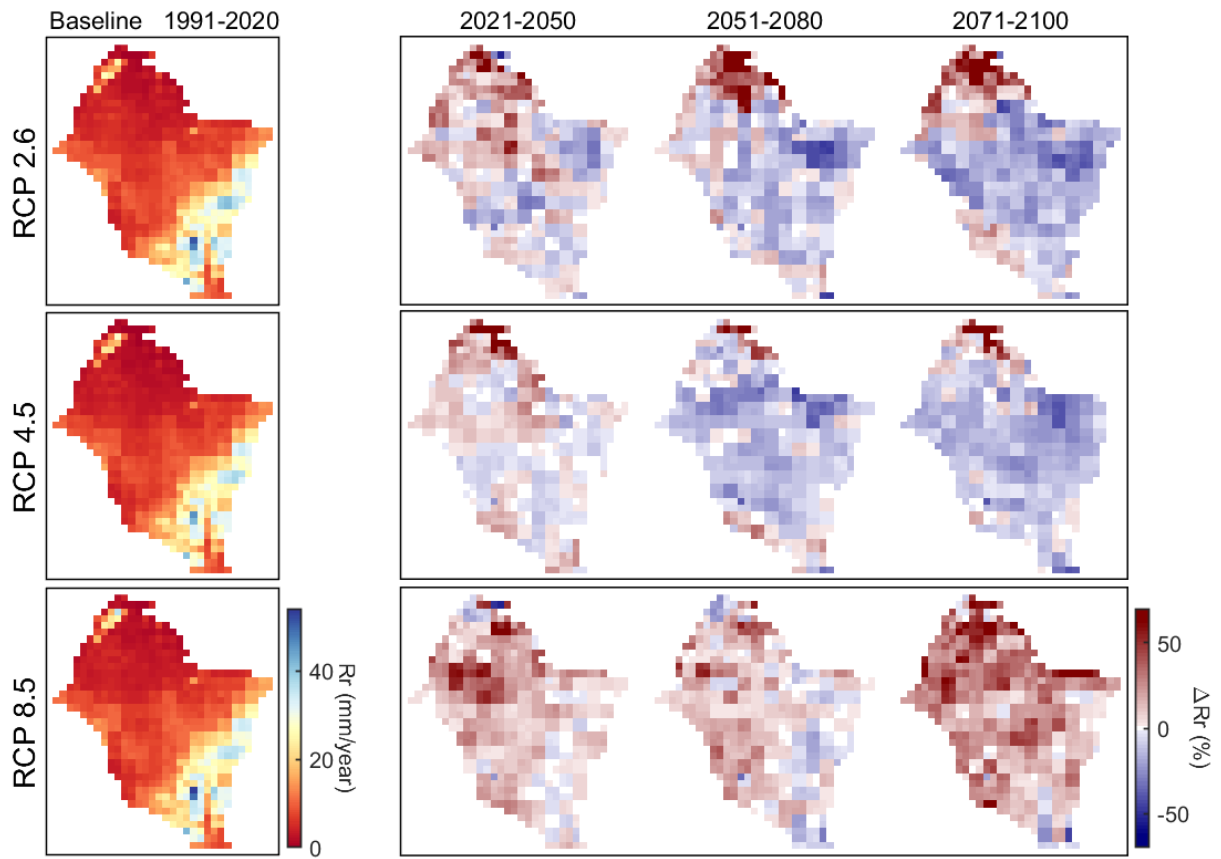 Baseline 1991-2020
2021-2050
2051-2080
2071-2100
RCP 2.6
RCP 4.5
RCP 8.5
40
20
0
Rr (mm/year)
50
0
-50
ΔRr (%)